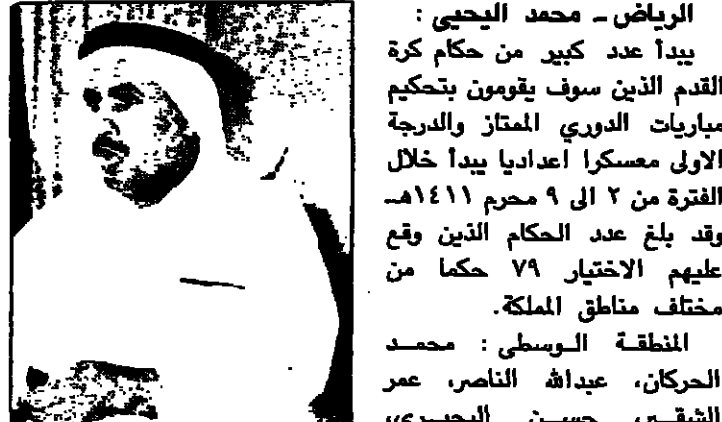 الرياض ـ محمد اليحيى :
يبدأ عدد كبير من حكام كرة
القدم الذين سوف يقومون بتحكيم
مباريات الدوري الممتاز والدرجة
الاولى معسكرا اعداديا يبدأ خلال
الفترة من ٢ الى ٩ محرم ١٤١١هـ
وقد بلغ عدد الحكام الذين وقع
عليهم الاختيار ٧٩ حكما من
مختلف مناطق المملكة.
المنطقة الوسطى : محمد
الحركان، عبدالله الناصر، عمر
حسن